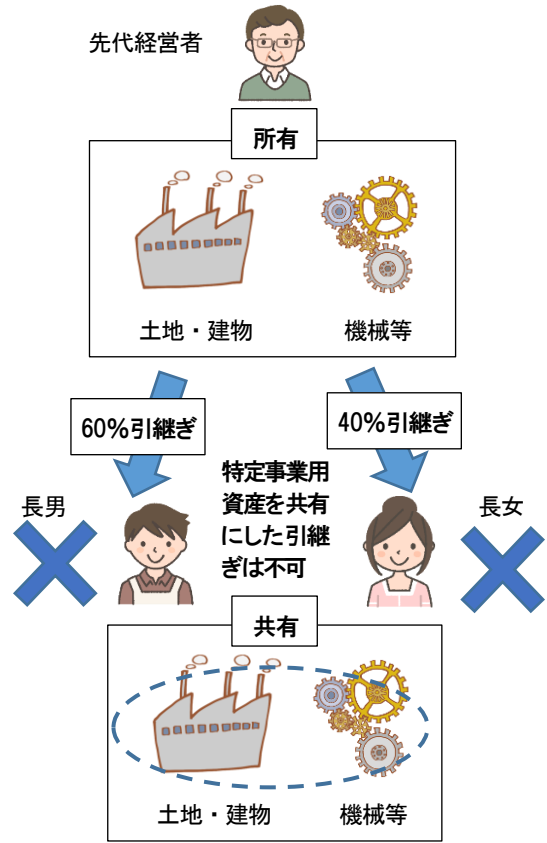 先代経営者
所有
土地・建物
機械等
60%引継ぎ
40%引継ぎ
特定事業用
資産を共有
にした引継
ぎは不可
長男
長女
共有
土地・建物
機械等